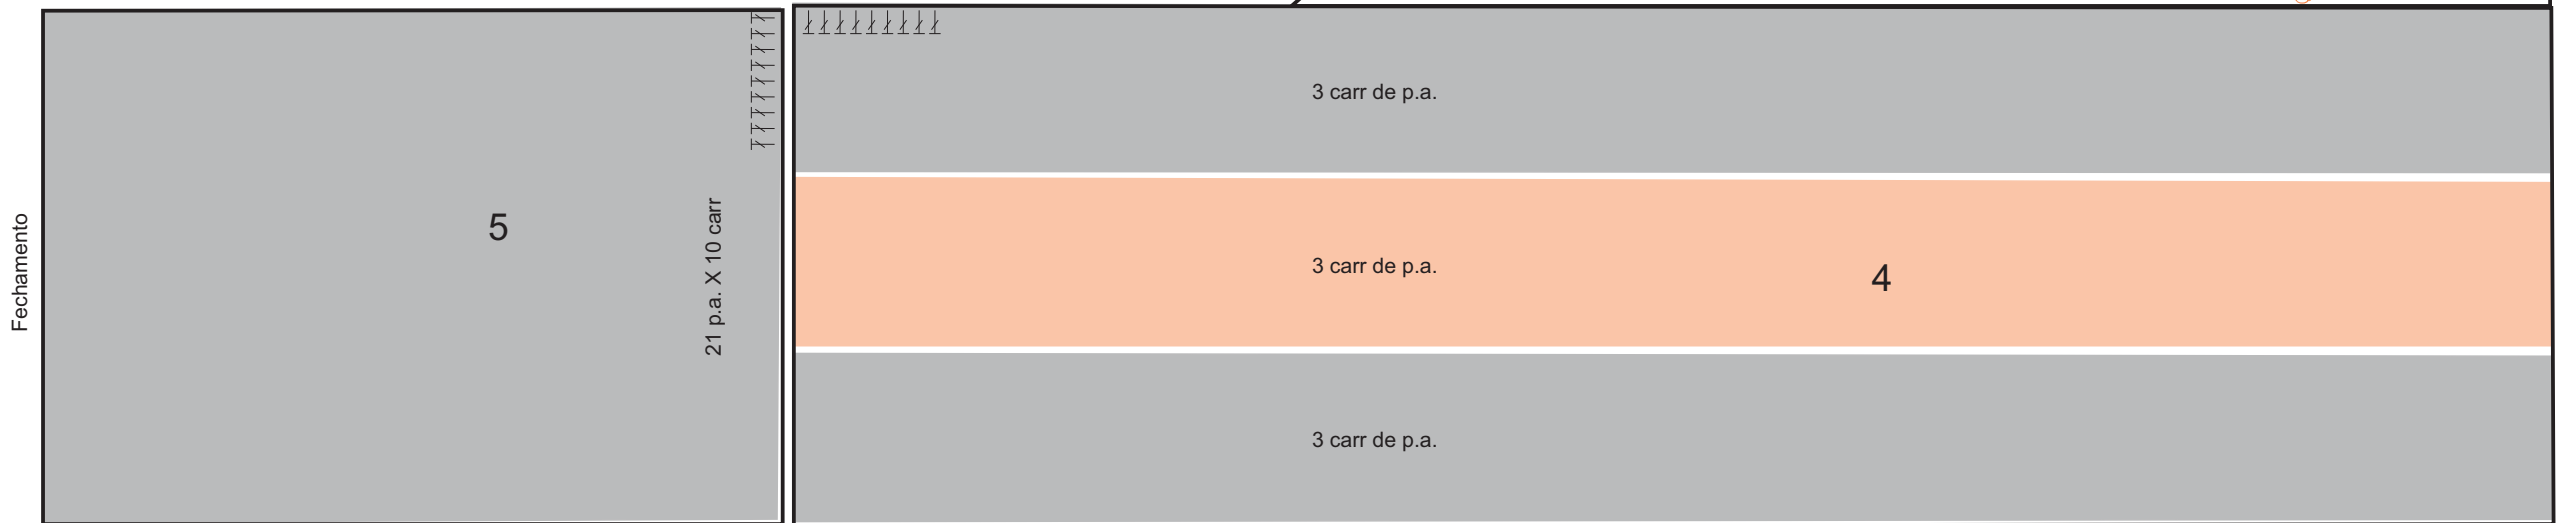 Fechamento
5
21 p.a. X 10 carr
3 carr de p.a.
3 carr de p.a.
4
3 carr de p.a.